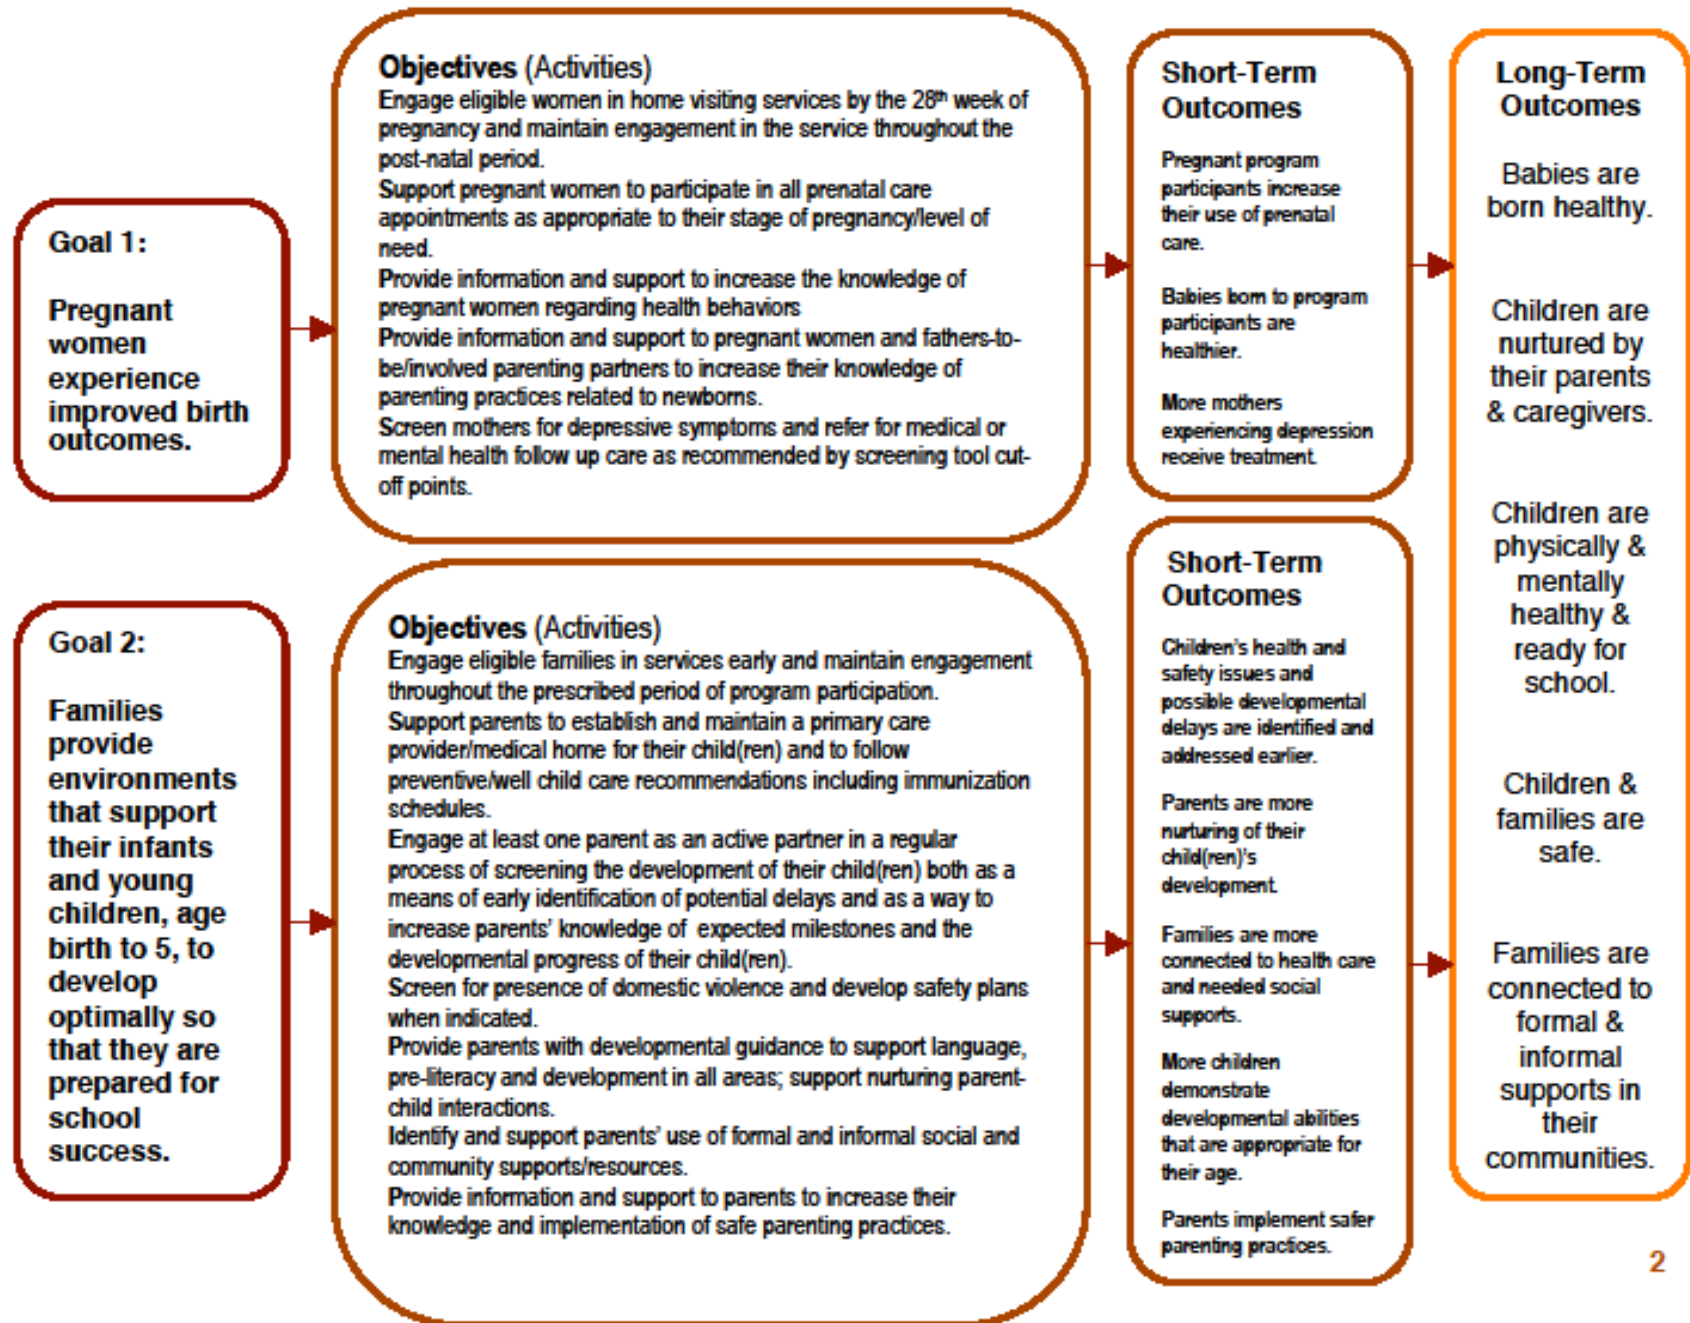 Goal 1:
Pregnant
women
experience
improved birth
outcomes.
Objectives (Activities)
Engage eligible women in home visiting services by the 28th week of
pregnancy and maintain engagement in the service throughout the
post-natal period.
Support pregnant women to participate in all prenatal care
appointments as appropriate to their stage of pregnancy/level of
need.
Provide information and support to increase the knowledge of
pregnant women regarding health behaviors
Provide information and support to pregnant women and fathers-to-
be/involved parenting partners to increase their knowledge of
parenting practices related to newborns.
Screen mothers for depressive symptoms and refer for medical or
mental health follow up care as recommended by screening tool cut-
off points.
Short-Term
Outcomes
Pregnant program
participants increase
their use of prenatal
care.
Babies born to program
participants are
healthier.
More mothers
experiencing depression
receive treatment.
Goal 2:
Families
provide
environments
that support
their infants
and young
children, age
birth to 5, to
develop
optimally so
that they are
prepared for
school
success.
Objectives (Activities)
Engage eligible families in services early and maintain engagement
throughout the prescribed period of program participation.
Support parents to establish and maintain a primary care
provider/medical home for their child(ren) and to follow
preventive/well child care recommendations including immunization
schedules.
Engage at least one parent as an active partner in a regular
process of screening the development of their child(ren) both as a
means of early identification of potential delays and as a way to
increase parents' knowledge of expected milestones and the
developmental progress of their child(ren).
Screen for presence of domestic violence and develop safety plans
when indicated.
Provide parents with developmental guidance to support language,
pre-literacy and development in all areas; support nurturing parent-
child interactions.
Identify and support parents' use of formal and informal social and
community supports/resources.
Provide information and support to parents to increase their
knowledge and implementation of safe parenting practices.
Short-Term
Outcomes
Children's health and
safety issues and
possible developmental
delays are identified and
addressed earlier.
Parents are more
nurturing of their
child(ren)'s
development.
Families are more
connected to health care
and needed social
supports.
More children
demonstrate
developmental abilities
that are appropriate for
their age.
Parents implement safer
parenting practices.
Long-Term
Outcomes
Babies are
born healthy.
Children are
nurtured by
their parents
& caregivers.
Children are
physically &
mentally
healthy &
ready for
school.
Children &
families are
safe.
Families are
connected to
formal &
informal
supports in
their
communities.
2